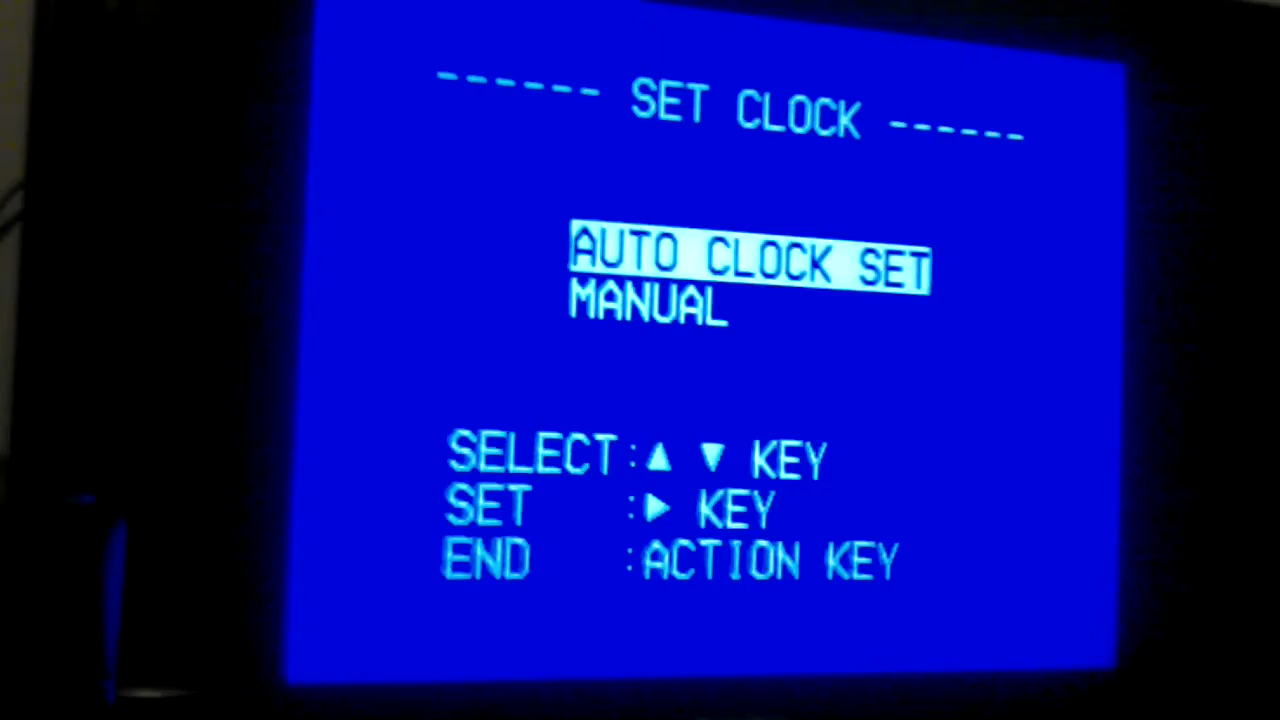 ------ SET CLOCK ------
AUTO CLOCK SET
MANUAL
SELECT:▲ ▼ KEY
SET :▶ KEY
END :ACTION KEY